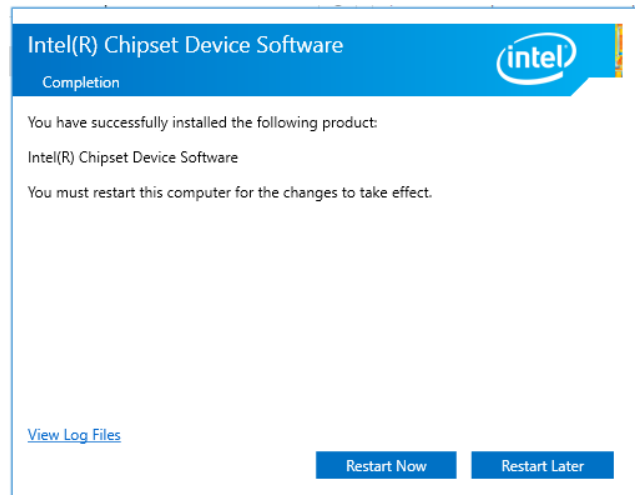 Intel(R) Chipset Device Software
intel
Completion
You have successfully installed the following product:
Intel(R) Chipset Device Software
You must restart this computer for the changes to take effect.
View Log Files
Restart Now
Restart Later